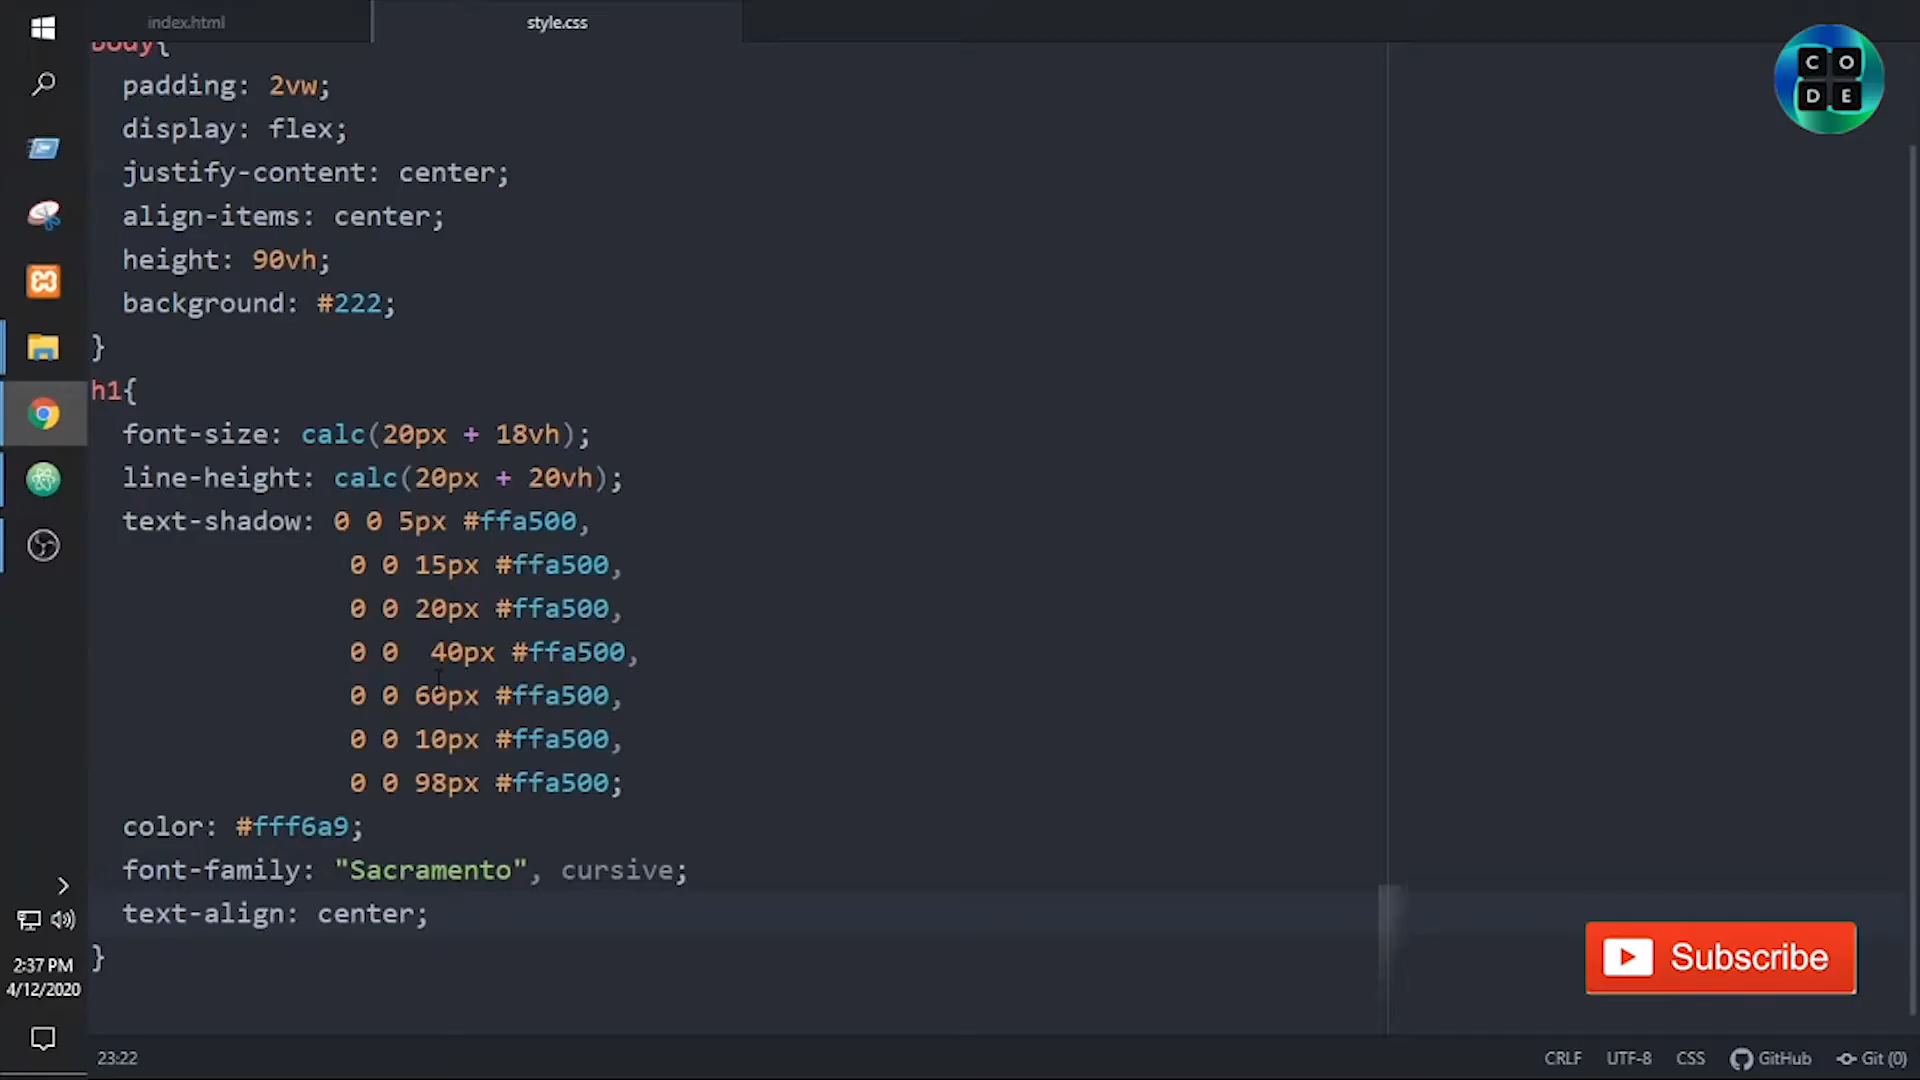 index.html
style.css
C O
D E
body{
padding: 2vw;
display: flex;
justify-content: center;
align-items: center;
height: 90vh;
background: #222;
}
h1{
font-size: calc(20px + 18vh);
line-height: calc(20px + 20vh);
text-shadow: 0 0 5px #ffa500,
0 0 15px #ffa500,
0 0 20px #ffa500,
0 0  40px #ffa500,
0 0 60px #ffa500,
0 0 10px #ffa500,
0 0 98px #ffa500;
color: #fff6a9;
font-family: "Sacramento", cursive;
text-align: center;
}
Subscribe
2:37 PM
4/12/2020
23:22
CRLF
UTF-8
CSS
GitHub
Git (0)